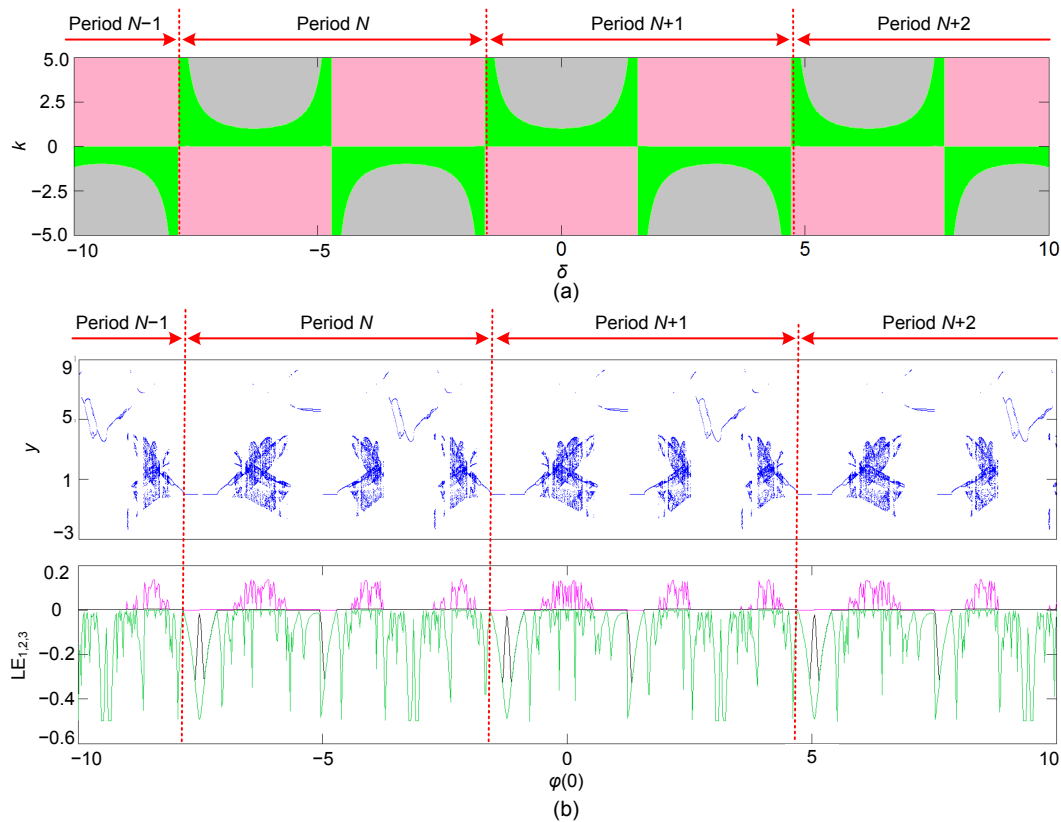 Period N−1 Period N Period N+1 Period N+2
5.0
2.5
k
0
−2.5
−5.0
−10 −5 0 5 10
δ
(a)
Period N−1 Period N Period N+1 Period N+2
9
5
y
1
0
−3
0.2
0
−0.2
LE1,2,3
−0.4
−0.6
−10 −5 0 5 10
φ(0)
(b)